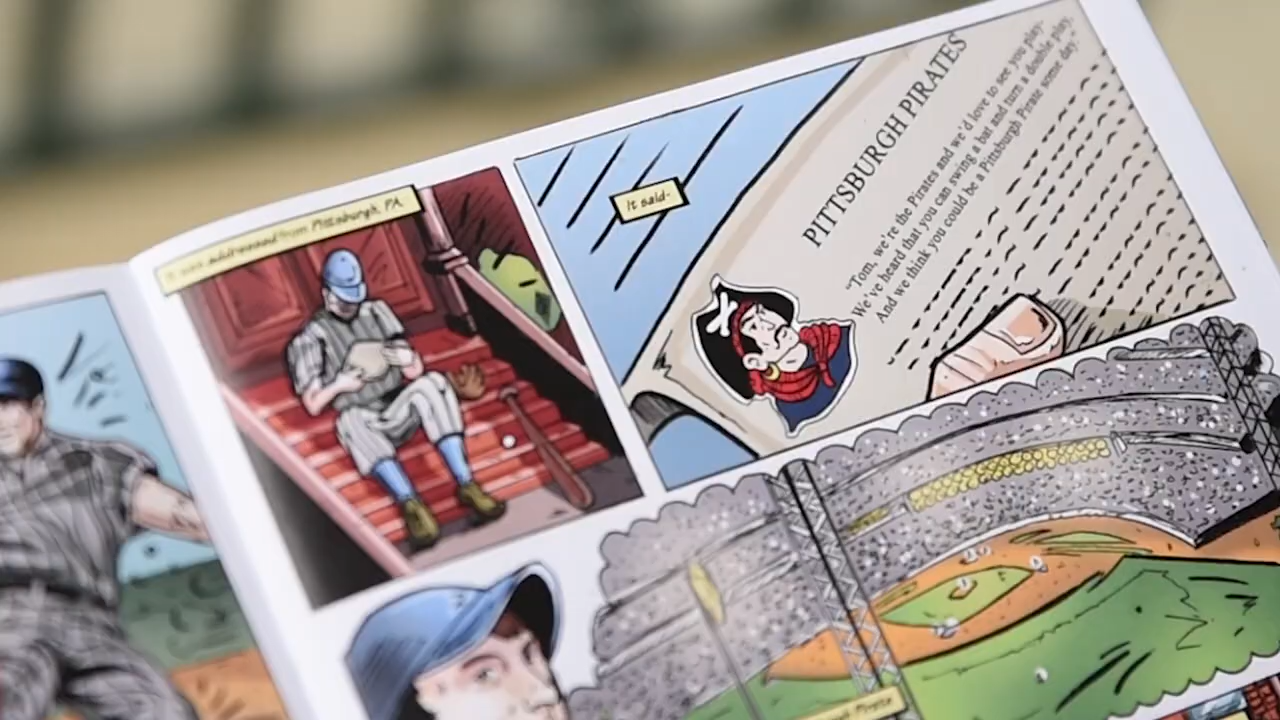 It was addressed from Pittsburgh, PA.
It said-
PITTSBURGH PIRATES
"Tom, we're the Pirates and we'd love to see you play.
We've heard that you can swing a bat and turn a double play.
And we think you could be a Pittsburgh Pirate some day."
Pirate